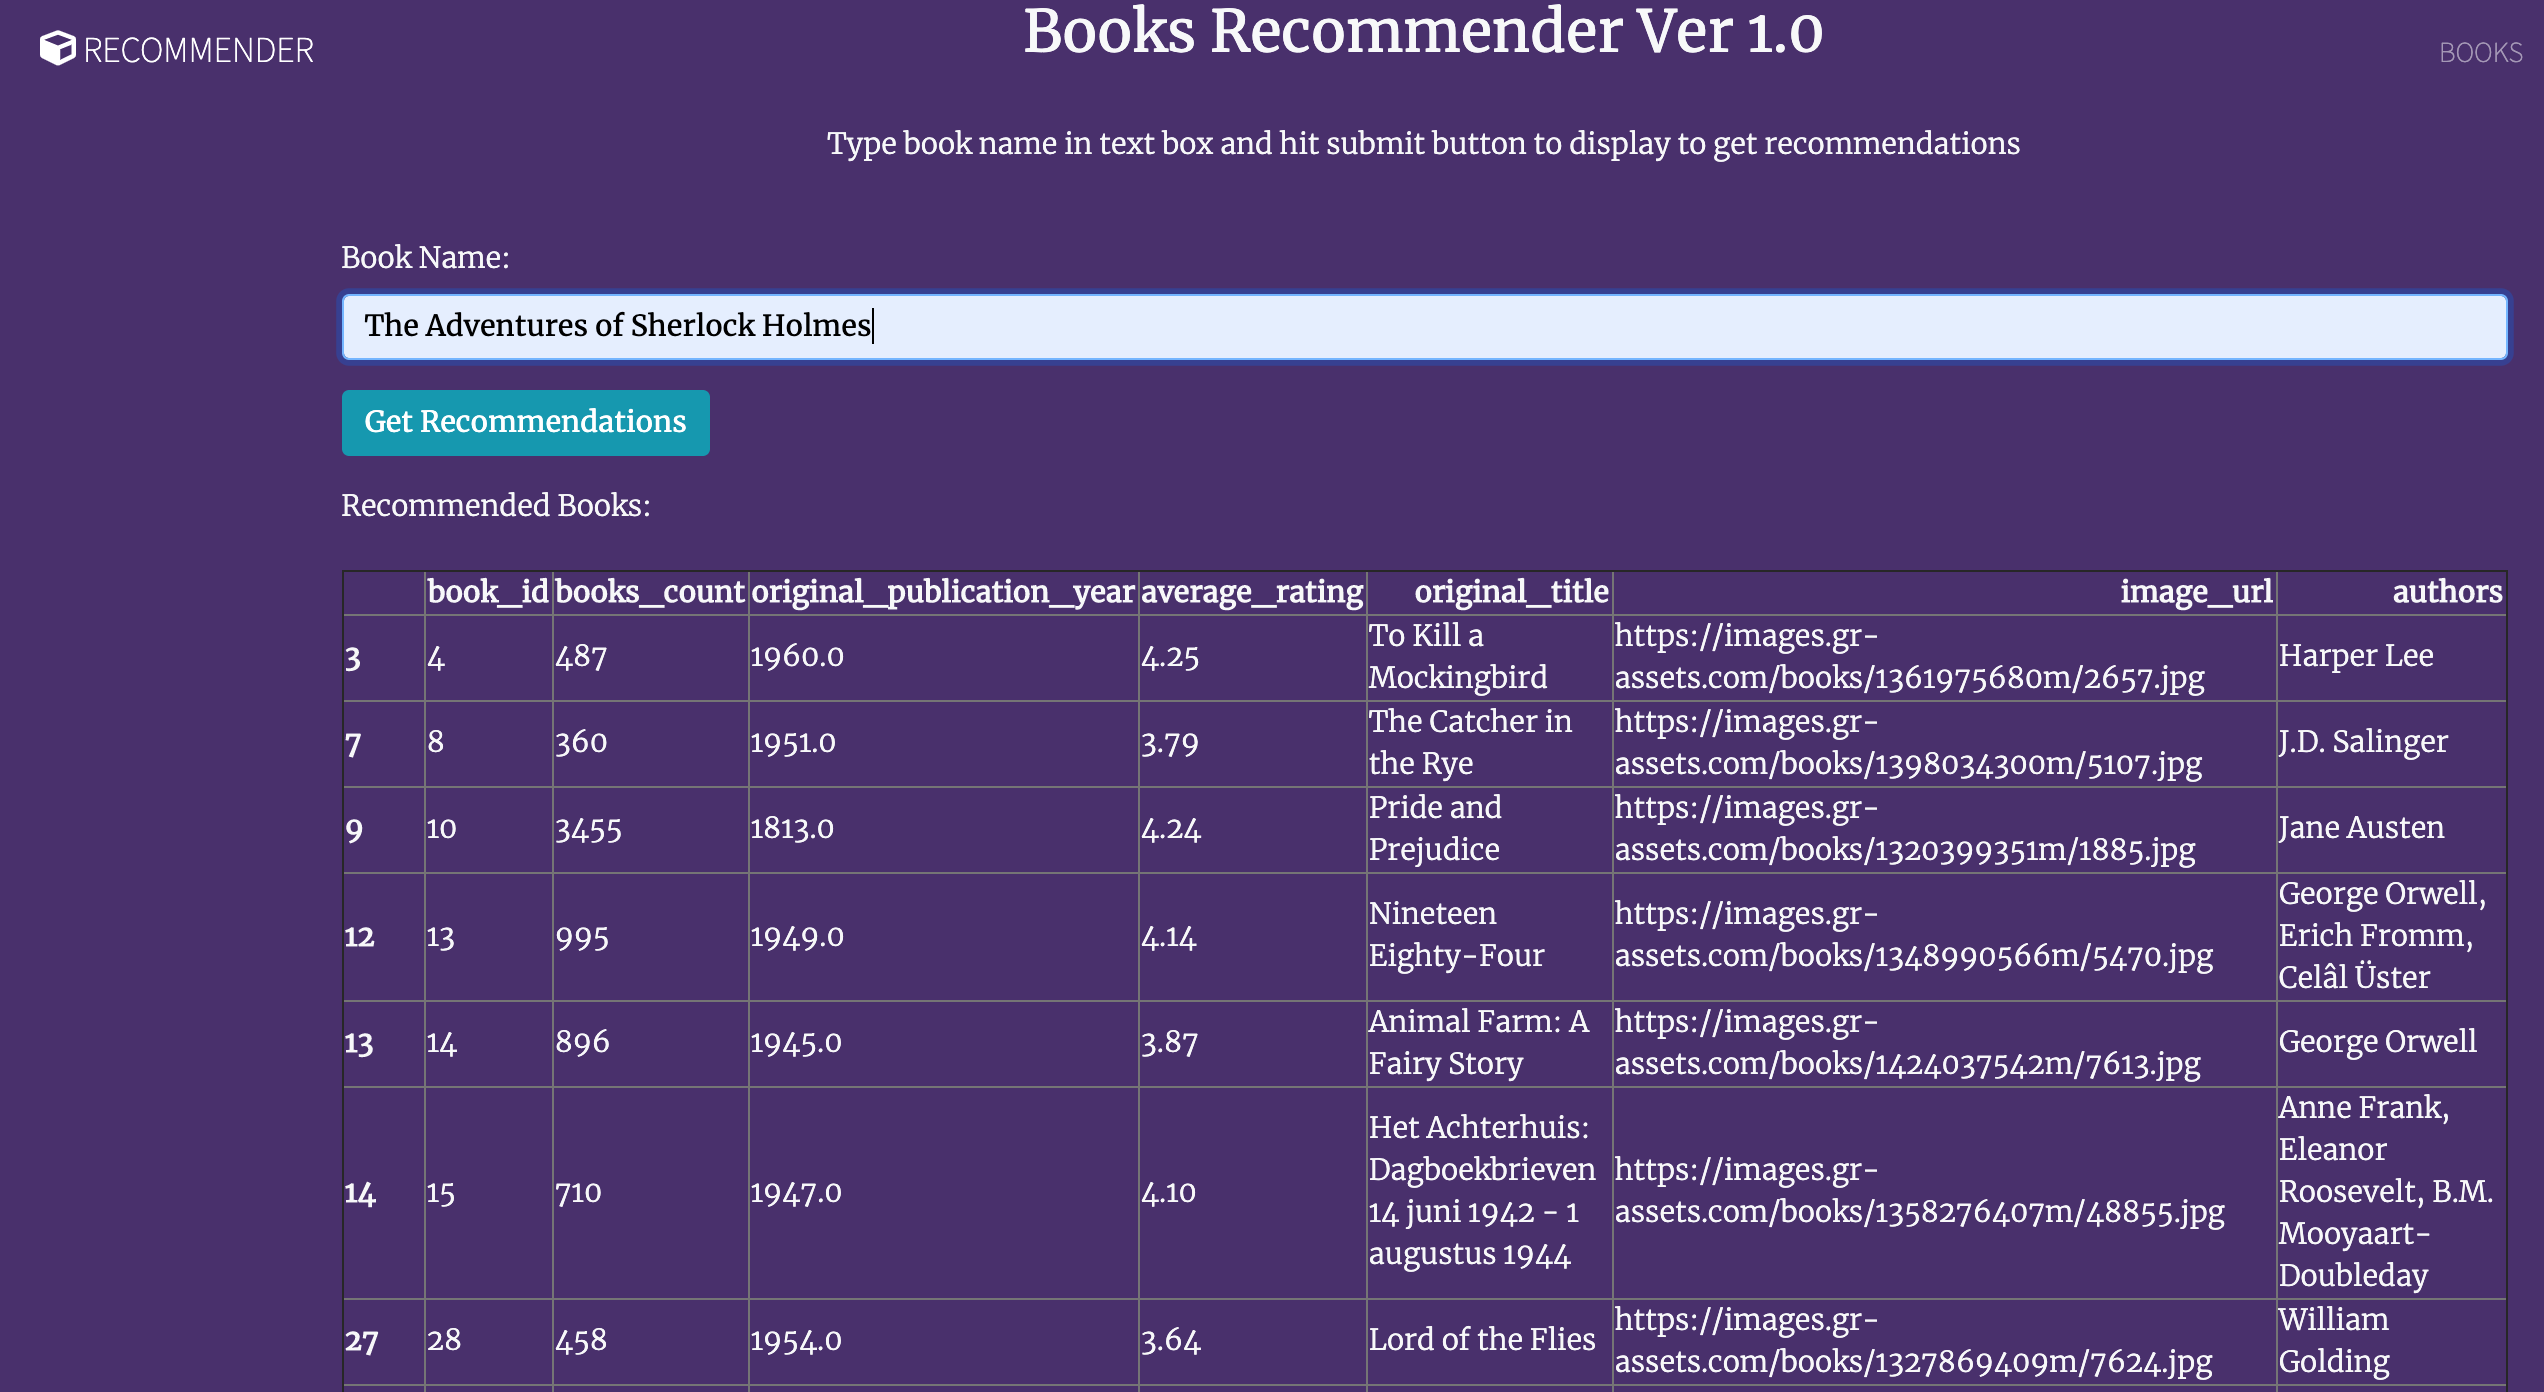 RECOMMENDER
Books Recommender Ver 1.0
BOOKS
Type book name in text box and hit submit button to display to get recommendations
Book Name:
The Adventures of Sherlock Holmes
Get Recommendations
Recommended Books:
book_id books_count original_publication_year average_rating original_title image_url authors
3 4 487 1960.0 4.25 To Kill a Mockingbird https://images.gr-assets.com/books/1361975680m/2657.jpg Harper Lee
7 8 360 1951.0 3.79 The Catcher in the Rye https://images.gr-assets.com/books/1398034300m/5107.jpg J.D. Salinger
9 10 3455 1813.0 4.24 Pride and Prejudice https://images.gr-assets.com/books/1320399351m/1885.jpg Jane Austen
12 13 995 1949.0 4.14 Nineteen Eighty-Four https://images.gr-assets.com/books/1348990566m/5470.jpg George Orwell, Erich Fromm, Celâl Üster
13 14 896 1945.0 3.87 Animal Farm: A Fairy Story https://images.gr-assets.com/books/1424037542m/7613.jpg George Orwell
14 15 710 1947.0 4.10 Het Achterhuis: Dagboekbrieven 14 juni 1942 - 1 augustus 1944 https://images.gr-assets.com/books/1358276407m/48855.jpg Anne Frank, Eleanor Roosevelt, B.M. Mooyaart-Doubleday
27 28 458 1954.0 3.64 Lord of the Flies https://images.gr-assets.com/books/1327869409m/7624.jpg William Golding